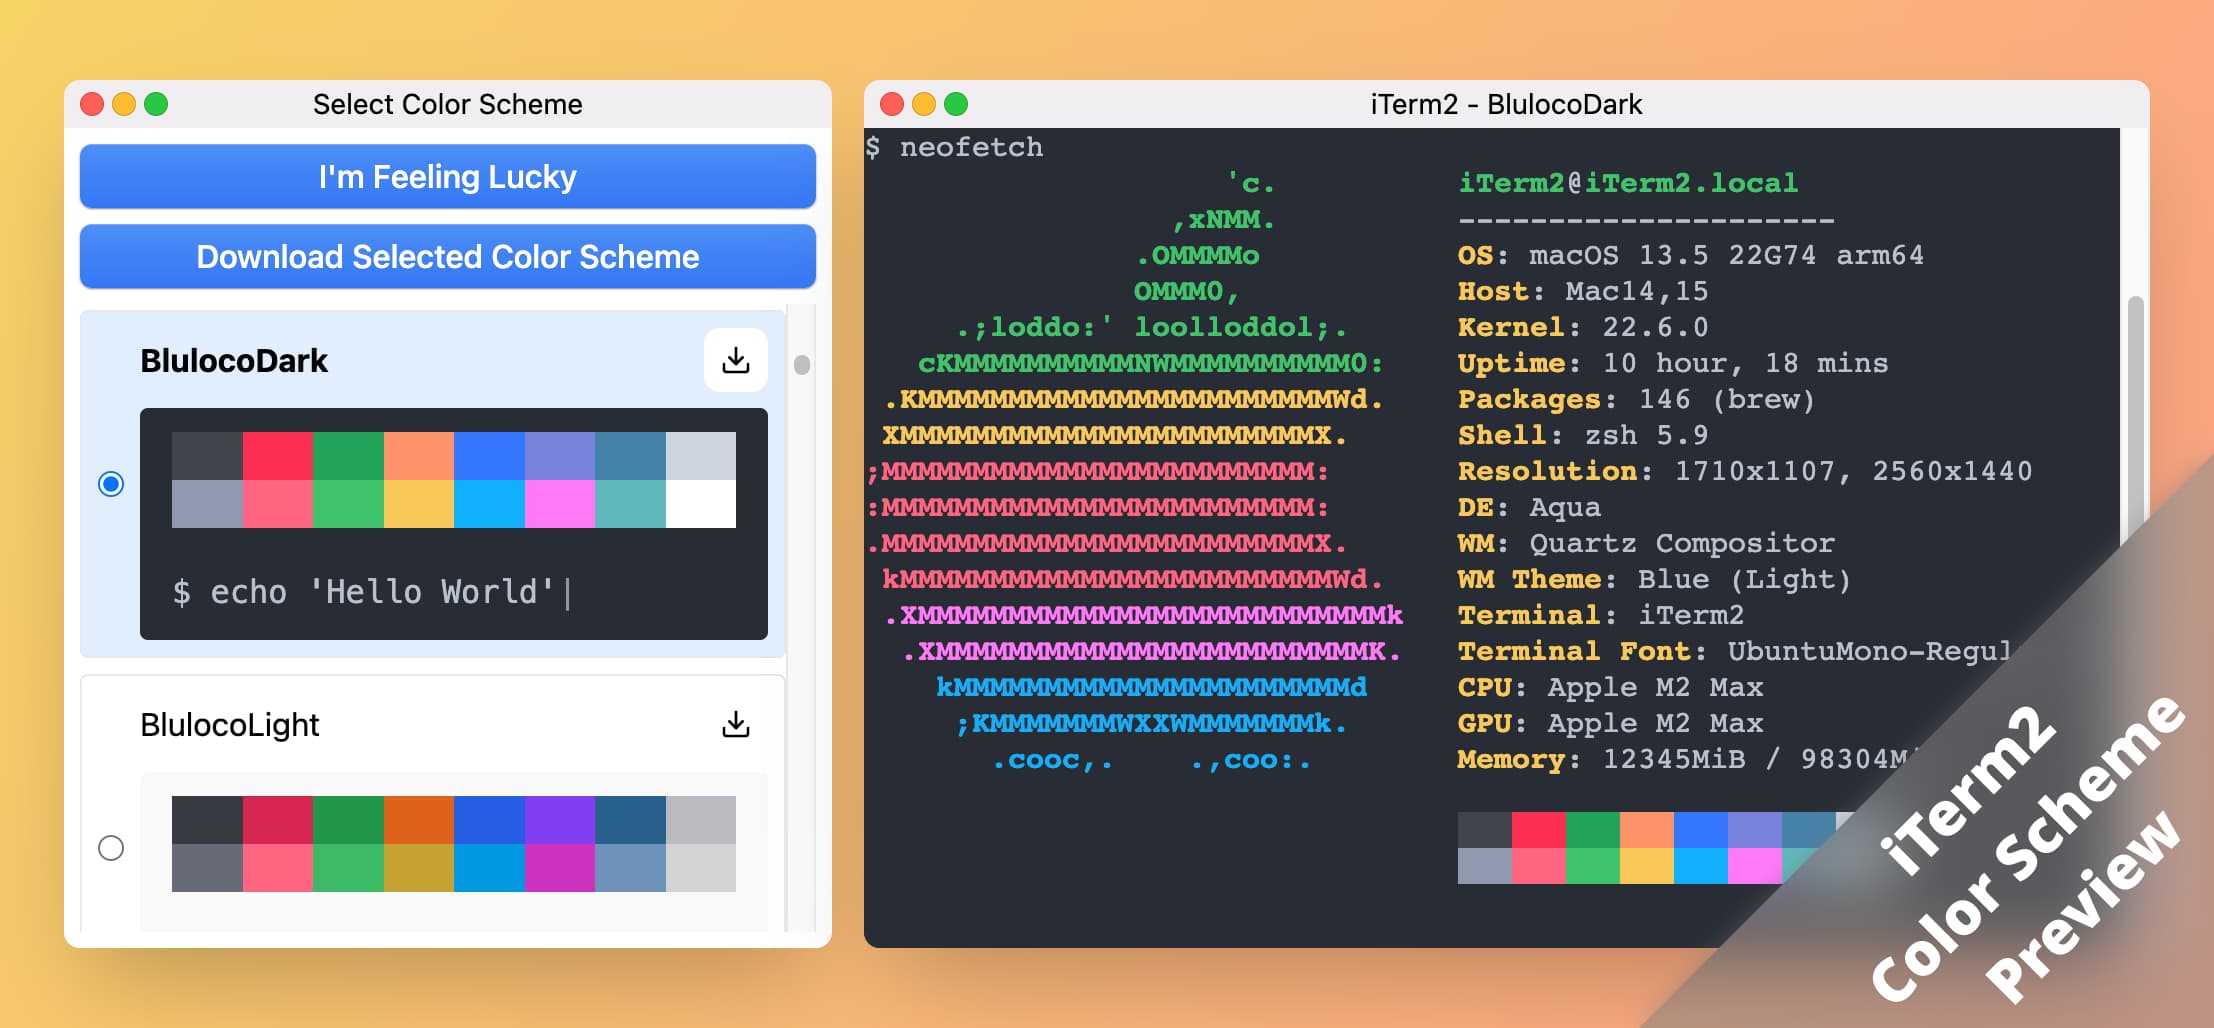 Select Color Scheme
I'm Feeling Lucky
Download Selected Color Scheme
BlulocoDark
$ echo 'Hello World'|
BlulocoLight
iTerm2 - BlulocoDark
$ neofetch
'c.
,xNMM.
.OMMMMo
OMMM0,
.;loddo:' loolloddol;.
cKMMMMMMMMMMNWMMMMMMMMMM0:
.KMMMMMMMMMMMMMMMMMMMMMMMWd.
XMMMMMMMMMMMMMMMMMMMMMMMX.
;MMMMMMMMMMMMMMMMMMMMMMMM:
:MMMMMMMMMMMMMMMMMMMMMMMM:
.MMMMMMMMMMMMMMMMMMMMMMMMX.
kMMMMMMMMMMMMMMMMMMMMMMMMWd.
.XMMMMMMMMMMMMMMMMMMMMMMMMMMk
.XMMMMMMMMMMMMMMMMMMMMMMMMK.
kMMMMMMMMMMMMMMMMMMMMMMd
;KMMMMMMMWXXWMMMMMMMk.
.cooc,. .,coo:.
iTerm2@iTerm2.local
---------------------
OS: macOS 13.5 22G74 arm64
Host: Mac14,15
Kernel: 22.6.0
Uptime: 10 hour, 18 mins
Packages: 146 (brew)
Shell: zsh 5.9
Resolution: 1710x1107, 2560x1440
DE: Aqua
WM: Quartz Compositor
WM Theme: Blue (Light)
Terminal: iTerm2
Terminal Font: UbuntuMono-Regul
CPU: Apple M2 Max
GPU: Apple M2 Max
Memory: 12345MiB / 98304M
iTerm2
Color Scheme
Preview